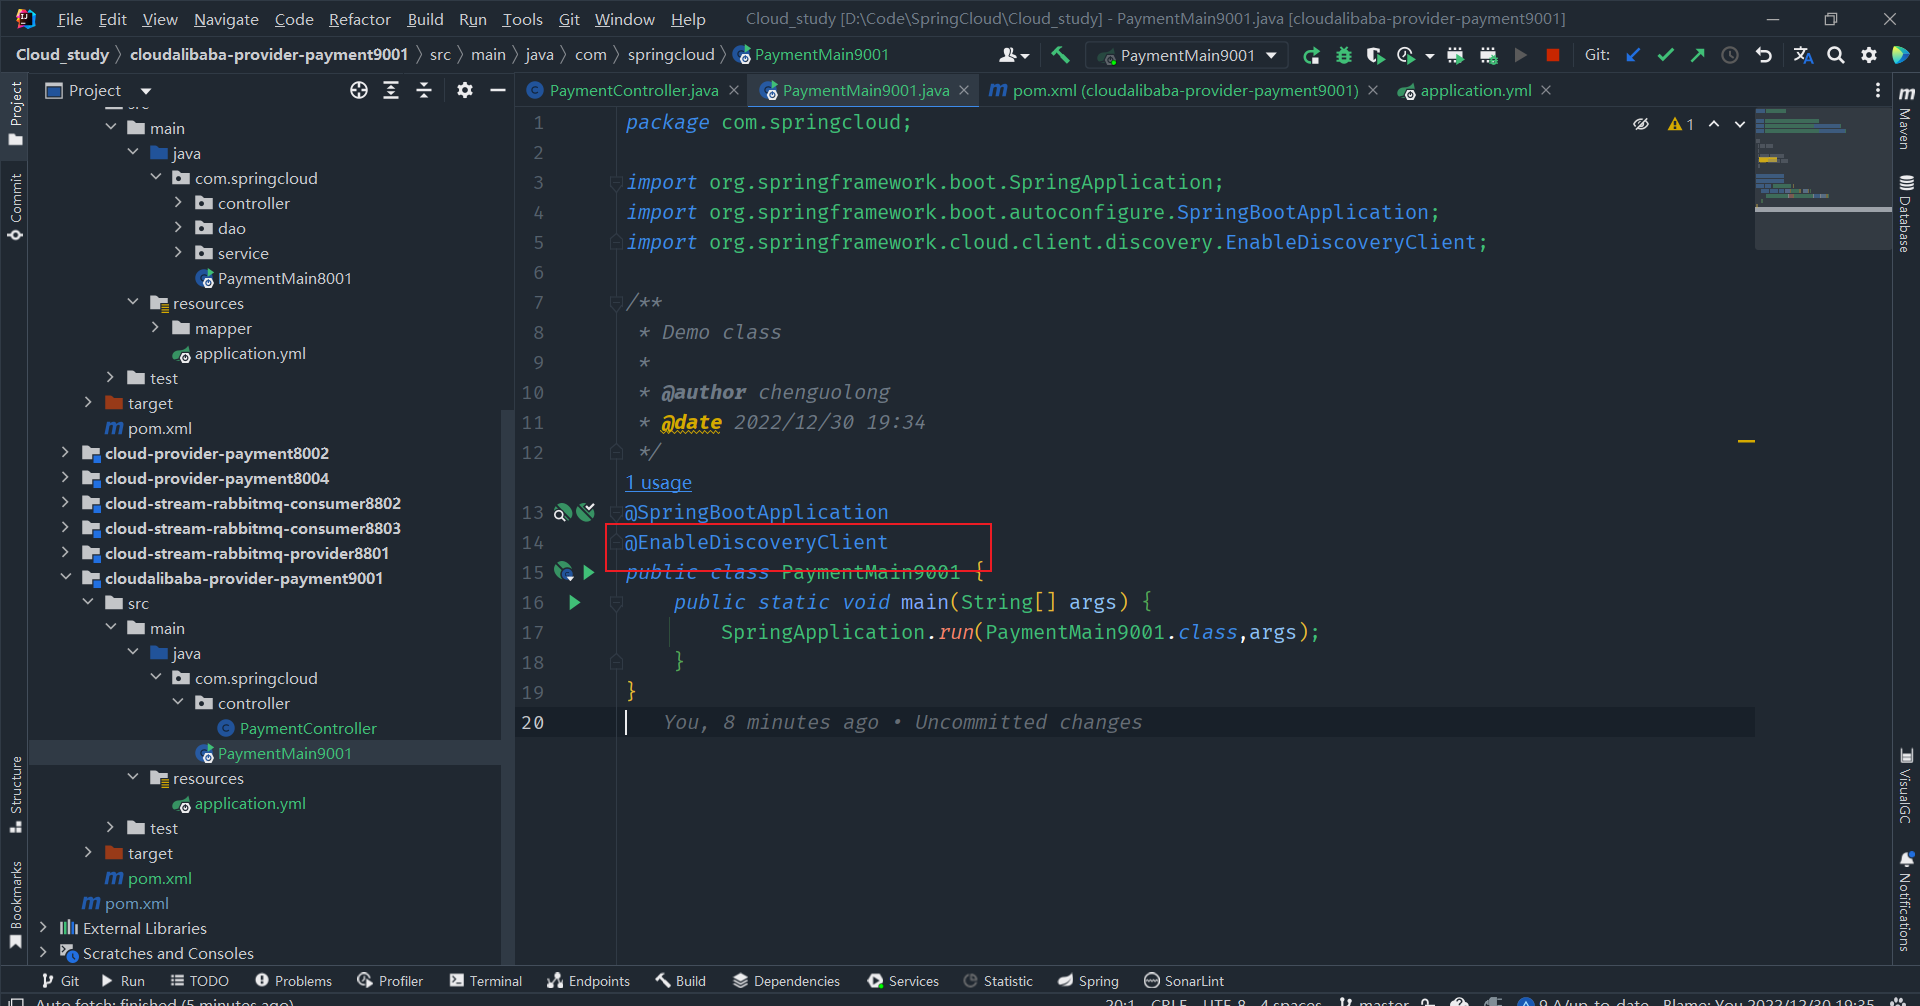 File Edit View Navigate Code Refactor Build Run Tools Git Window Help Cloud_study [D:\Code\SpringCloud\Cloud_study] - PaymentMain9001.java [cloudalibaba-provider-payment9001]
Cloud_study cloudalibaba-provider-payment9001 src main java com springcloud PaymentMain9001 PaymentMain9001 Git:
Project
PaymentController.java PaymentMain9001.java pom.xml (cloudalibaba-provider-payment9001) application.yml
Project
Commit
Structure
Bookmarks
src
main
java
com.springcloud
controller
dao
service
PaymentMain8001
resources
mapper
application.yml
test
target
pom.xml
cloud-provider-payment8002
cloud-provider-payment8004
cloud-stream-rabbitmq-consumer8802
cloud-stream-rabbitmq-consumer8803
cloud-stream-rabbitmq-provider8801
cloudalibaba-provider-payment9001
src
main
java
com.springcloud
controller
PaymentController
PaymentMain9001
resources
application.yml
test
target
pom.xml
pom.xml
External Libraries
Scratches and Consoles
1 package com.springcloud;
2
3 import org.springframework.boot.SpringApplication;
4 import org.springframework.boot.autoconfigure.SpringBootApplication;
5 import org.springframework.cloud.client.discovery.EnableDiscoveryClient;
6
7 /**
8 * Demo class
9 *
10 * @author chenguolong
11 * @date 2022/12/30 19:34
12 */
1 usage
13 @SpringBootApplication
14 @EnableDiscoveryClient
15 public class PaymentMain9001 {
16 public static void main(String[] args) {
17 SpringApplication.run(PaymentMain9001.class,args);
18 }
19 }
20 You, 8 minutes ago • Uncommitted changes
1
Maven
Database
VisualGC
Notifications
Git Run TODO Problems Profiler Terminal Endpoints Build Dependencies Services Statistic Spring SonarLint
Auto fetch: finished (5 minutes ago) 20:1 CRLF UTF-8 4 spaces master 9 Δ/up-to-date Blame: You 2022/12/30 19:35